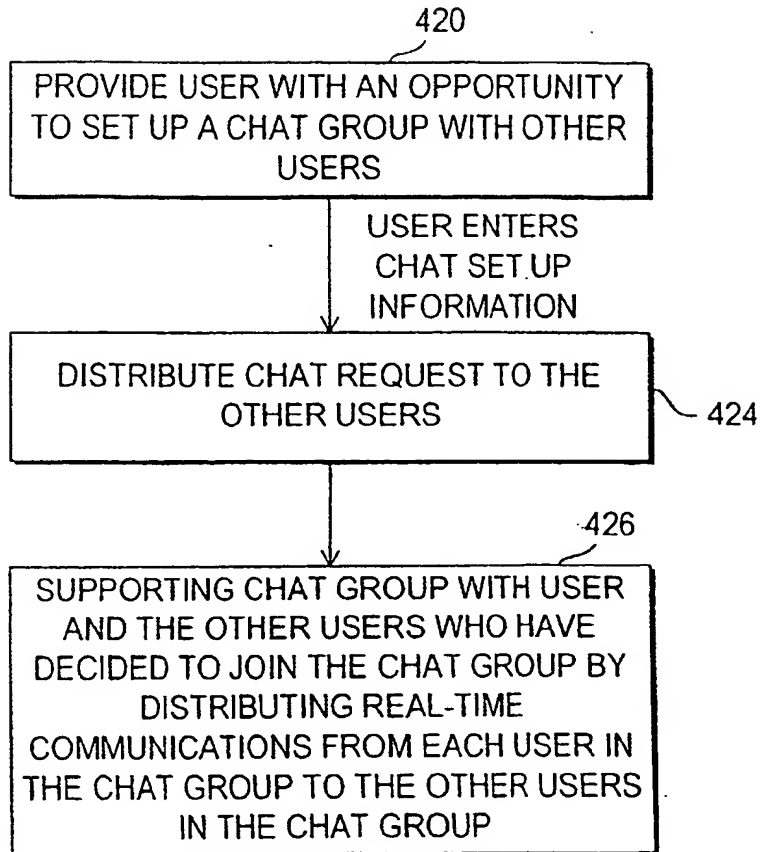 420
PROVIDE USER WITH AN OPPORTUNITY
TO SET UP A CHAT GROUP WITH OTHER
USERS
USER ENTERS
CHAT SET UP
INFORMATION
DISTRIBUTE CHAT REQUEST TO THE
OTHER USERS
424
426
SUPPORTING CHAT GROUP WITH USER
AND THE OTHER USERS WHO HAVE
DECIDED TO JOIN THE CHAT GROUP BY
DISTRIBUTING REAL-TIME
COMMUNICATIONS FROM EACH USER IN
THE CHAT GROUP TO THE OTHER USERS
IN THE CHAT GROUP